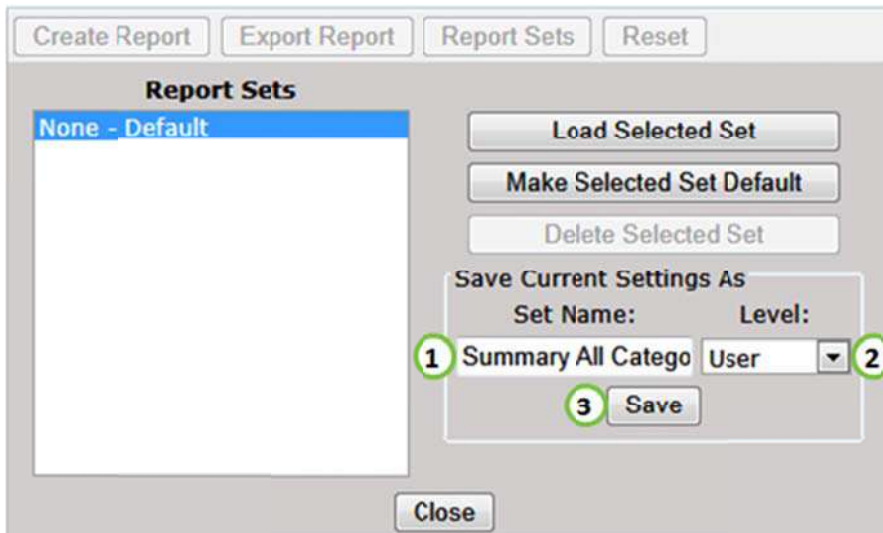 Create Report Export Report Report Sets Reset
Report Sets
None - Default
Load Selected Set
Make Selected Set Default
Delete Selected Set
Save Current Settings As
Set Name: Level:
1 Summary All Catego User 2
3 Save
Close